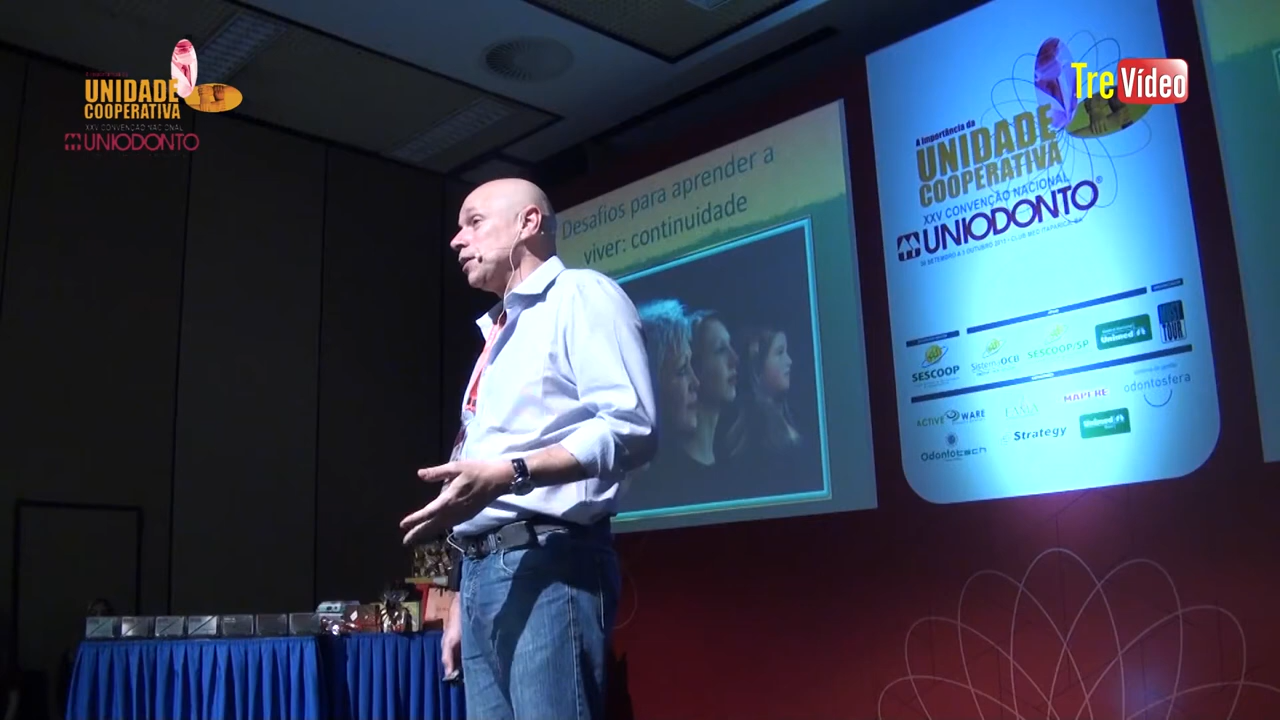 UNIDADE
COOPERATIVA
XXV CONVENÇÃO NACIONAL
UNIODONTO
Tre Vídeo
Desafios para aprender a
viver: continuidade
A Importância da
UNIDADE
COOPERATIVA
XXV CONVENÇÃO NACIONAL
UNIODONTO®
SESCOOP
Sistema OCB
SESCOOP/SP
Unimed
TOUR
ACTIVE WARE
MAPFRE
odontosfera
Odontotech
Strategy
Unimed